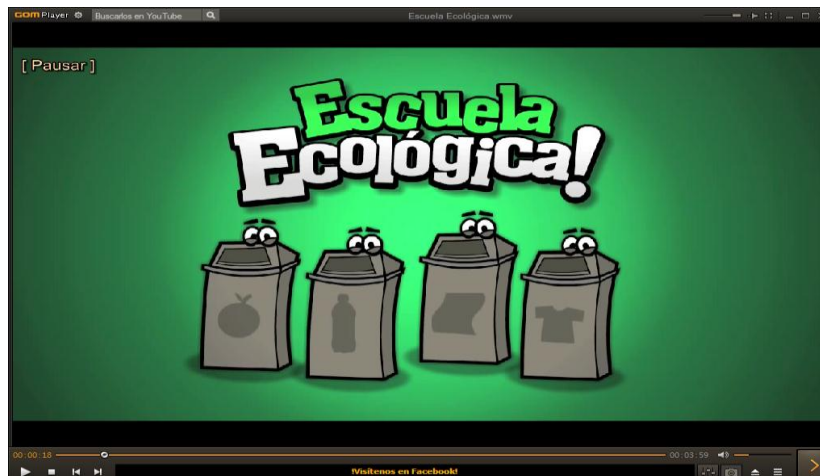 GOM Player
Buscarlos en YouTube
Escuela Ecológica.wmv
[ Pausar ]
Escuela
Ecológica!
00:00:18
00:03:59
!Visítenos en Facebook!